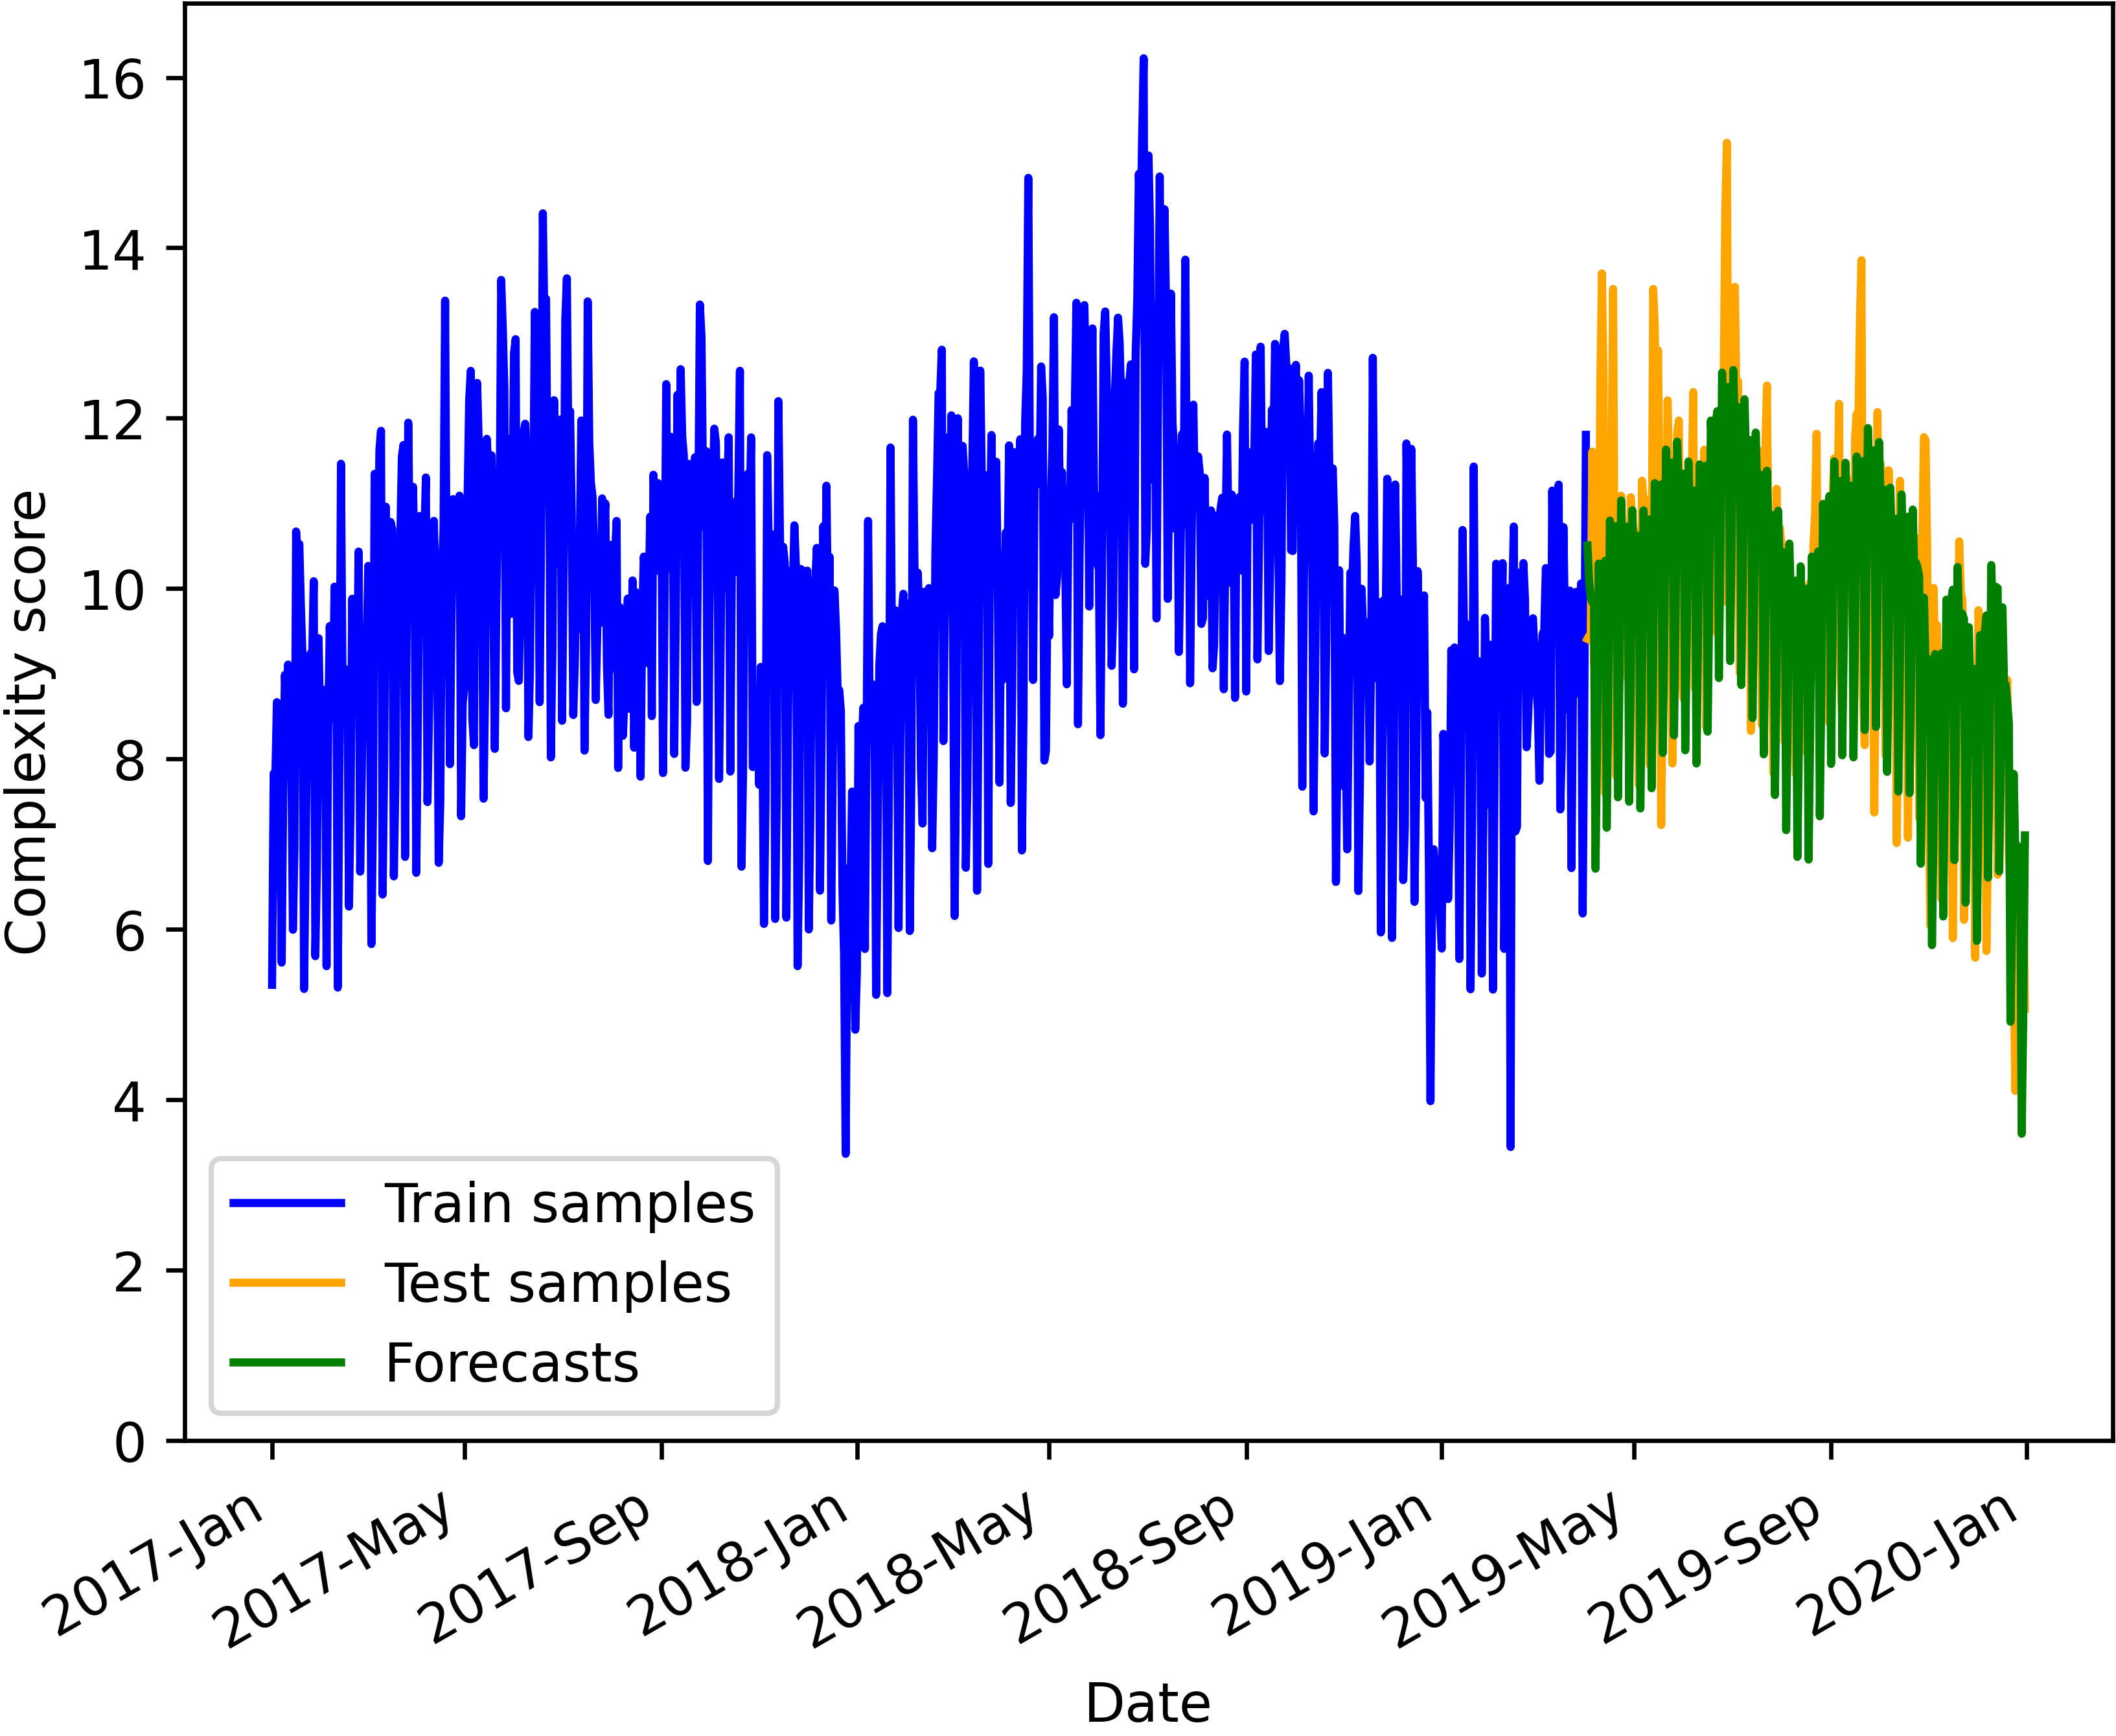 Complexity score
16
14
12
10
8
6
4
2
0
Train samples
Test samples
Forecasts
2017-Jan
2017-May
2017-Sep
2018-Jan
2018-May
2018-Sep
2019-Jan
2019-May
2019-Sep
2020-Jan
Date